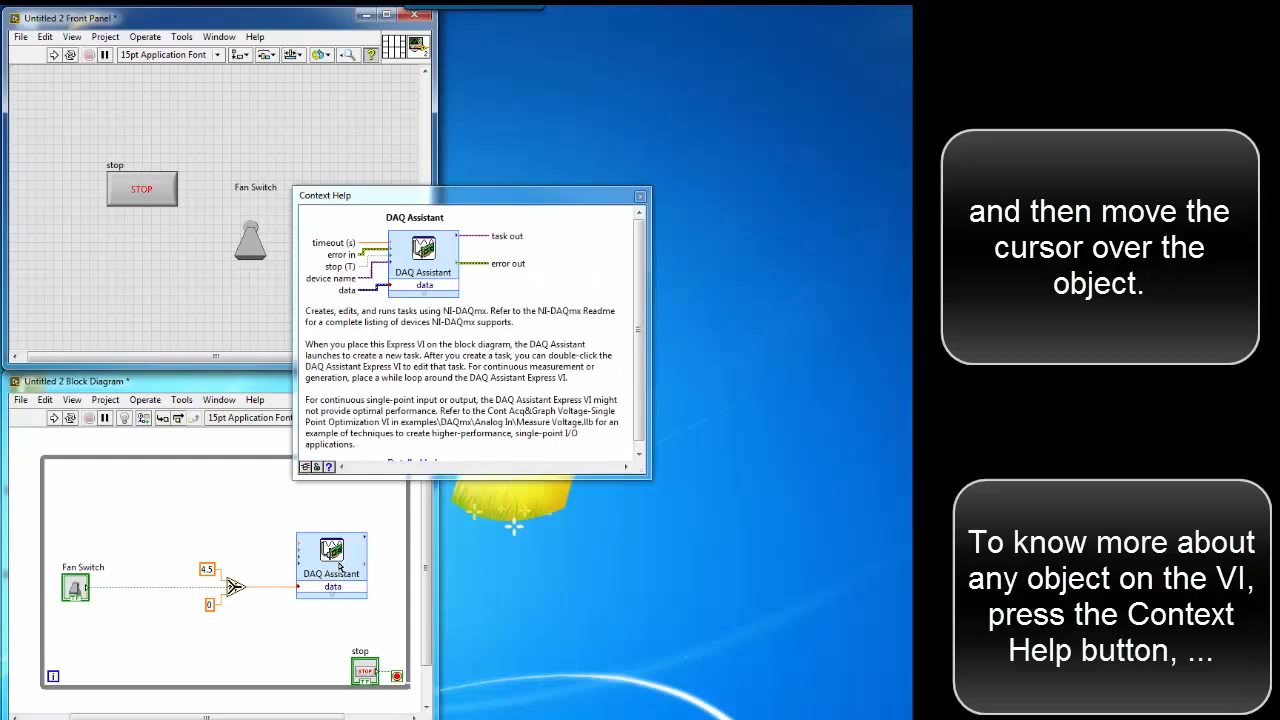 Untitled 2 Front Panel *
File Edit View Project Operate Tools Window Help
15pt Application Font
2
stop
STOP
Fan Switch
Context Help
DAQ Assistant
timeout (s)
error in
stop (T)
device name
data
DAQ Assistant
data
task out
error out
Creates, edits, and runs tasks using NI-DAQmx. Refer to the NI-DAQmx Readme
for a complete listing of devices NI-DAQmx supports.
When you place this Express VI on the block diagram, the DAQ Assistant
launches to create a new task. After you create a task, you can double-click the
DAQ Assistant Express VI to edit that task. For continuous measurement or
generation, place a while loop around the DAQ Assistant Express VI.
For continuous single-point input or output, the DAQ Assistant Express VI might
not provide optimal performance. Refer to the Cont Acq&Graph Voltage-Single
Point Optimization VI in examples\DAQmx\Analog In\Measure Voltage.llb for an
example of techniques to create higher-performance, single-point I/O
applications.
Untitled 2 Block Diagram *
File Edit View Project Operate Tools Window Help
15pt Application Font
Fan Switch
TF
4.5
0
DAQ Assistant
data
stop
STOP
TF
i
and then move the
cursor over the
object.
To know more about
any object on the VI,
press the Context
Help button, ...